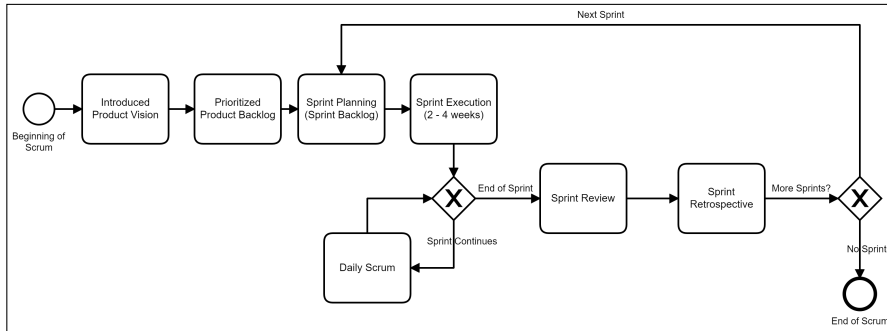 Next Sprint
Introduced
Product Vision
Prioritized
Product Backlog
Sprint Planning
(Sprint Backlog)
Sprint Execution
(2 - 4 weeks)
Beginning of
Scrum
X
End of Sprint
Sprint Review
Sprint
Retrospective
More Sprints?
X
Sprint Continues
Daily Scrum
No Sprint
End of Scrum